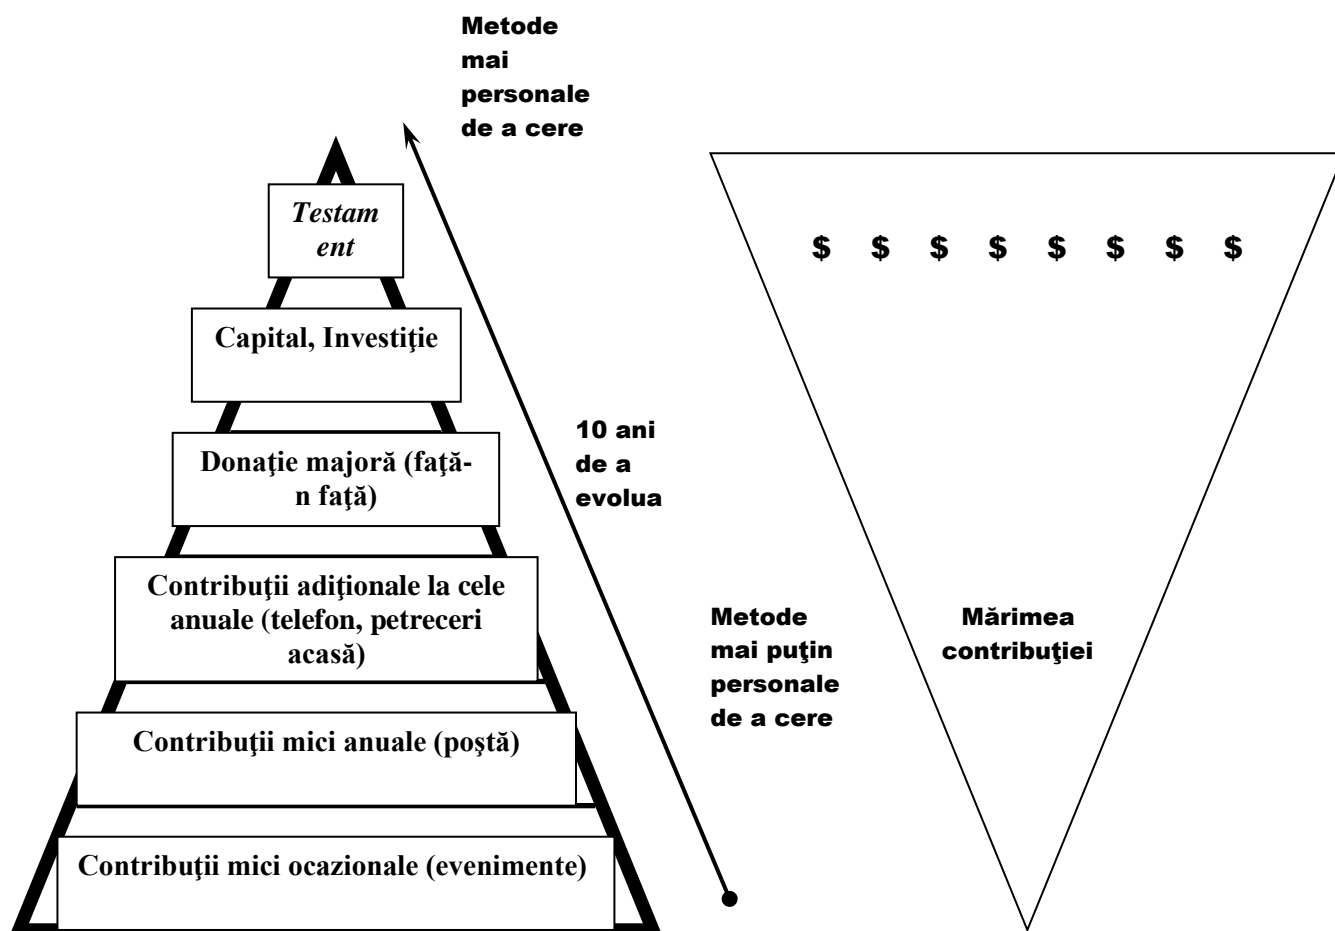 Metode
mai
personale
de a cere
Testam
ent
$ $ $ $ $ $ $ $
Capital, Investiţie
10 ani
de a
evolua
Donaţie majoră (faţă-
n faţă)
Contribuţii adiţionale la cele
anuale (telefon, petreceri
acasă)
Metode
mai puţin
personale
de a cere
Mărimea
contribuţiei
Contribuţii mici anuale (poştă)
Contribuţii mici ocazionale (evenimente)